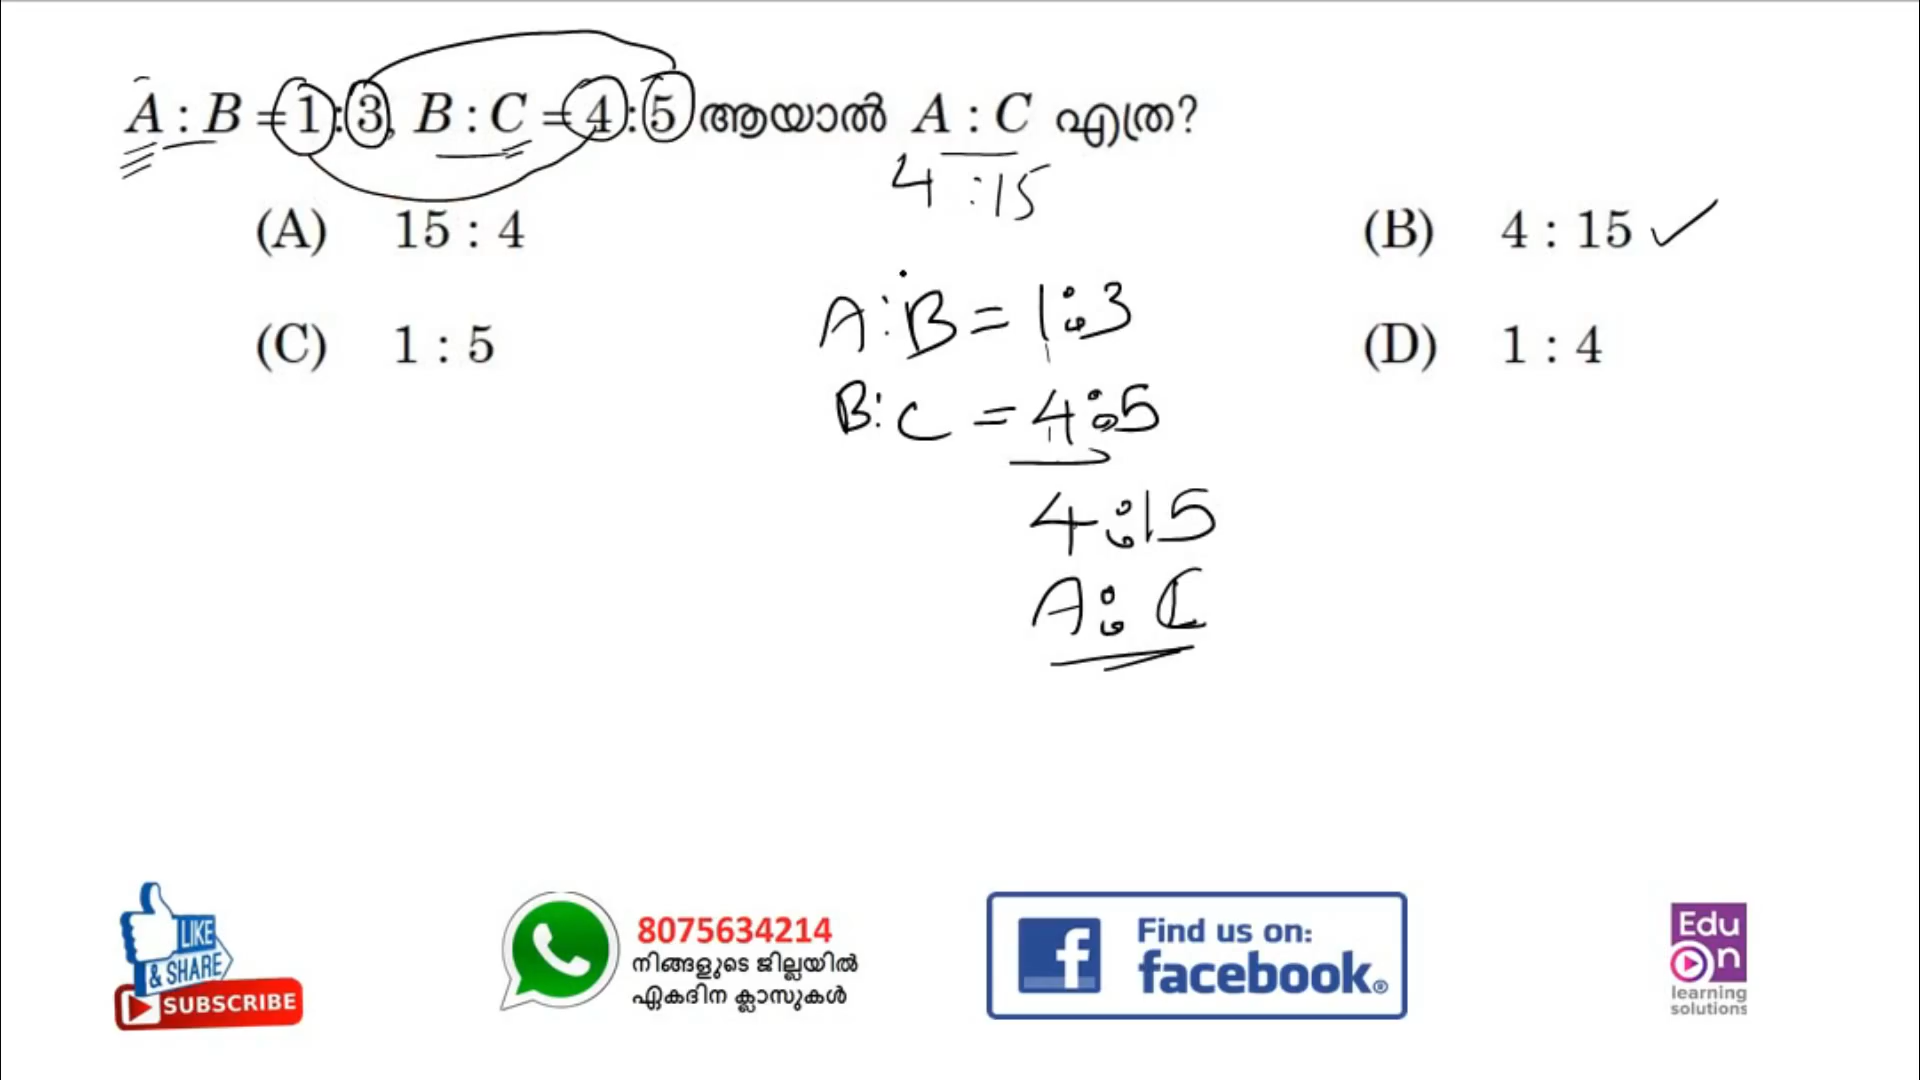 A : B = 1 : 3, B : C = 4 : 5 ആയാൽ A : C എത്ര?
4 : 15
(A) 15 : 4
(B) 4 : 15
A : B = 1 : 3
(C) 1 : 5
(D) 1 : 4
B : C = 4 : 5
4 : 15
A : C
LIKE
& SHARE
SUBSCRIBE
8075634214
നിങ്ങളുടെ ജില്ലയിൽ
ഏകദിന ക്ലാസുകൾ
f
Find us on:
facebook®
Edu
On
learning
solutions